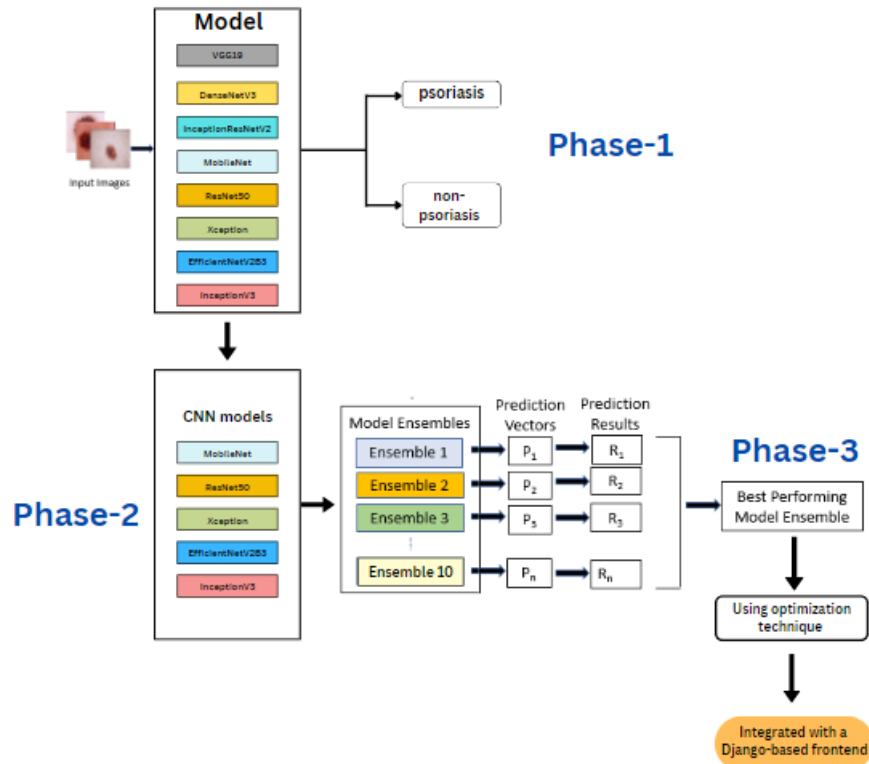 Model
VGG19
DenseNetV3
InceptionResNetV2
MobileNet
ResNet50
Xception
EfficientNetV2B3
InceptionV3
Input Images
psoriasis
non-
psoriasis
Phase-1
Phase-2
CNN models
MobileNet
ResNet50
Xception
EfficientNetV2B3
InceptionV3
Model Ensembles
Ensemble 1
Ensemble 2
Ensemble 3
Ensemble 10
Prediction
Vectors
P1
P2
P3
Pn
Prediction
Results
R1
R2
R3
Rn
Phase-3
Best Performing
Model Ensemble
Using optimization
technique
Integrated with a
Django-based frontend